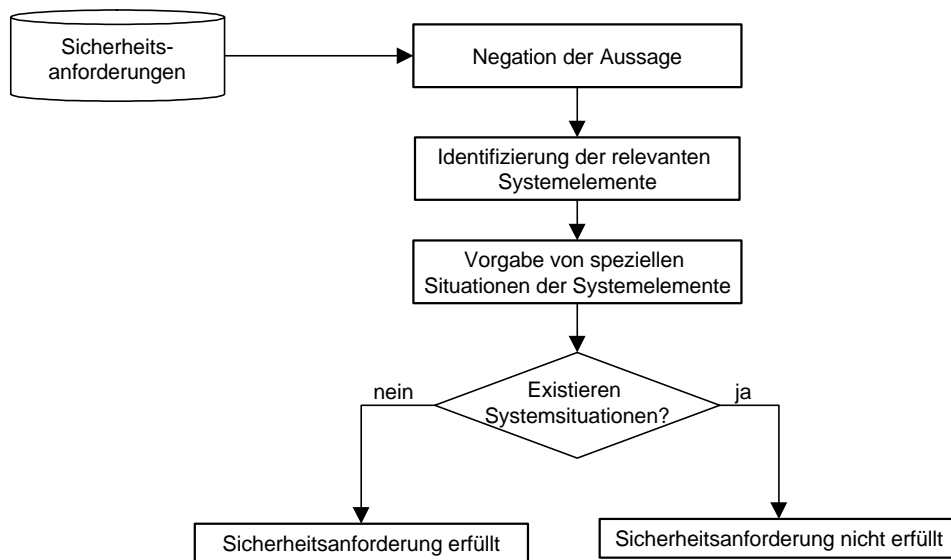 Sicherheits-
anforderungen
Negation der Aussage
Identifizierung der relevanten
Systemelemente
Vorgabe von speziellen
Situationen der Systemelemente
Existieren
Systemsituationen?
nein
ja
Sicherheitsanforderung erfüllt
Sicherheitsanforderung nicht erfüllt